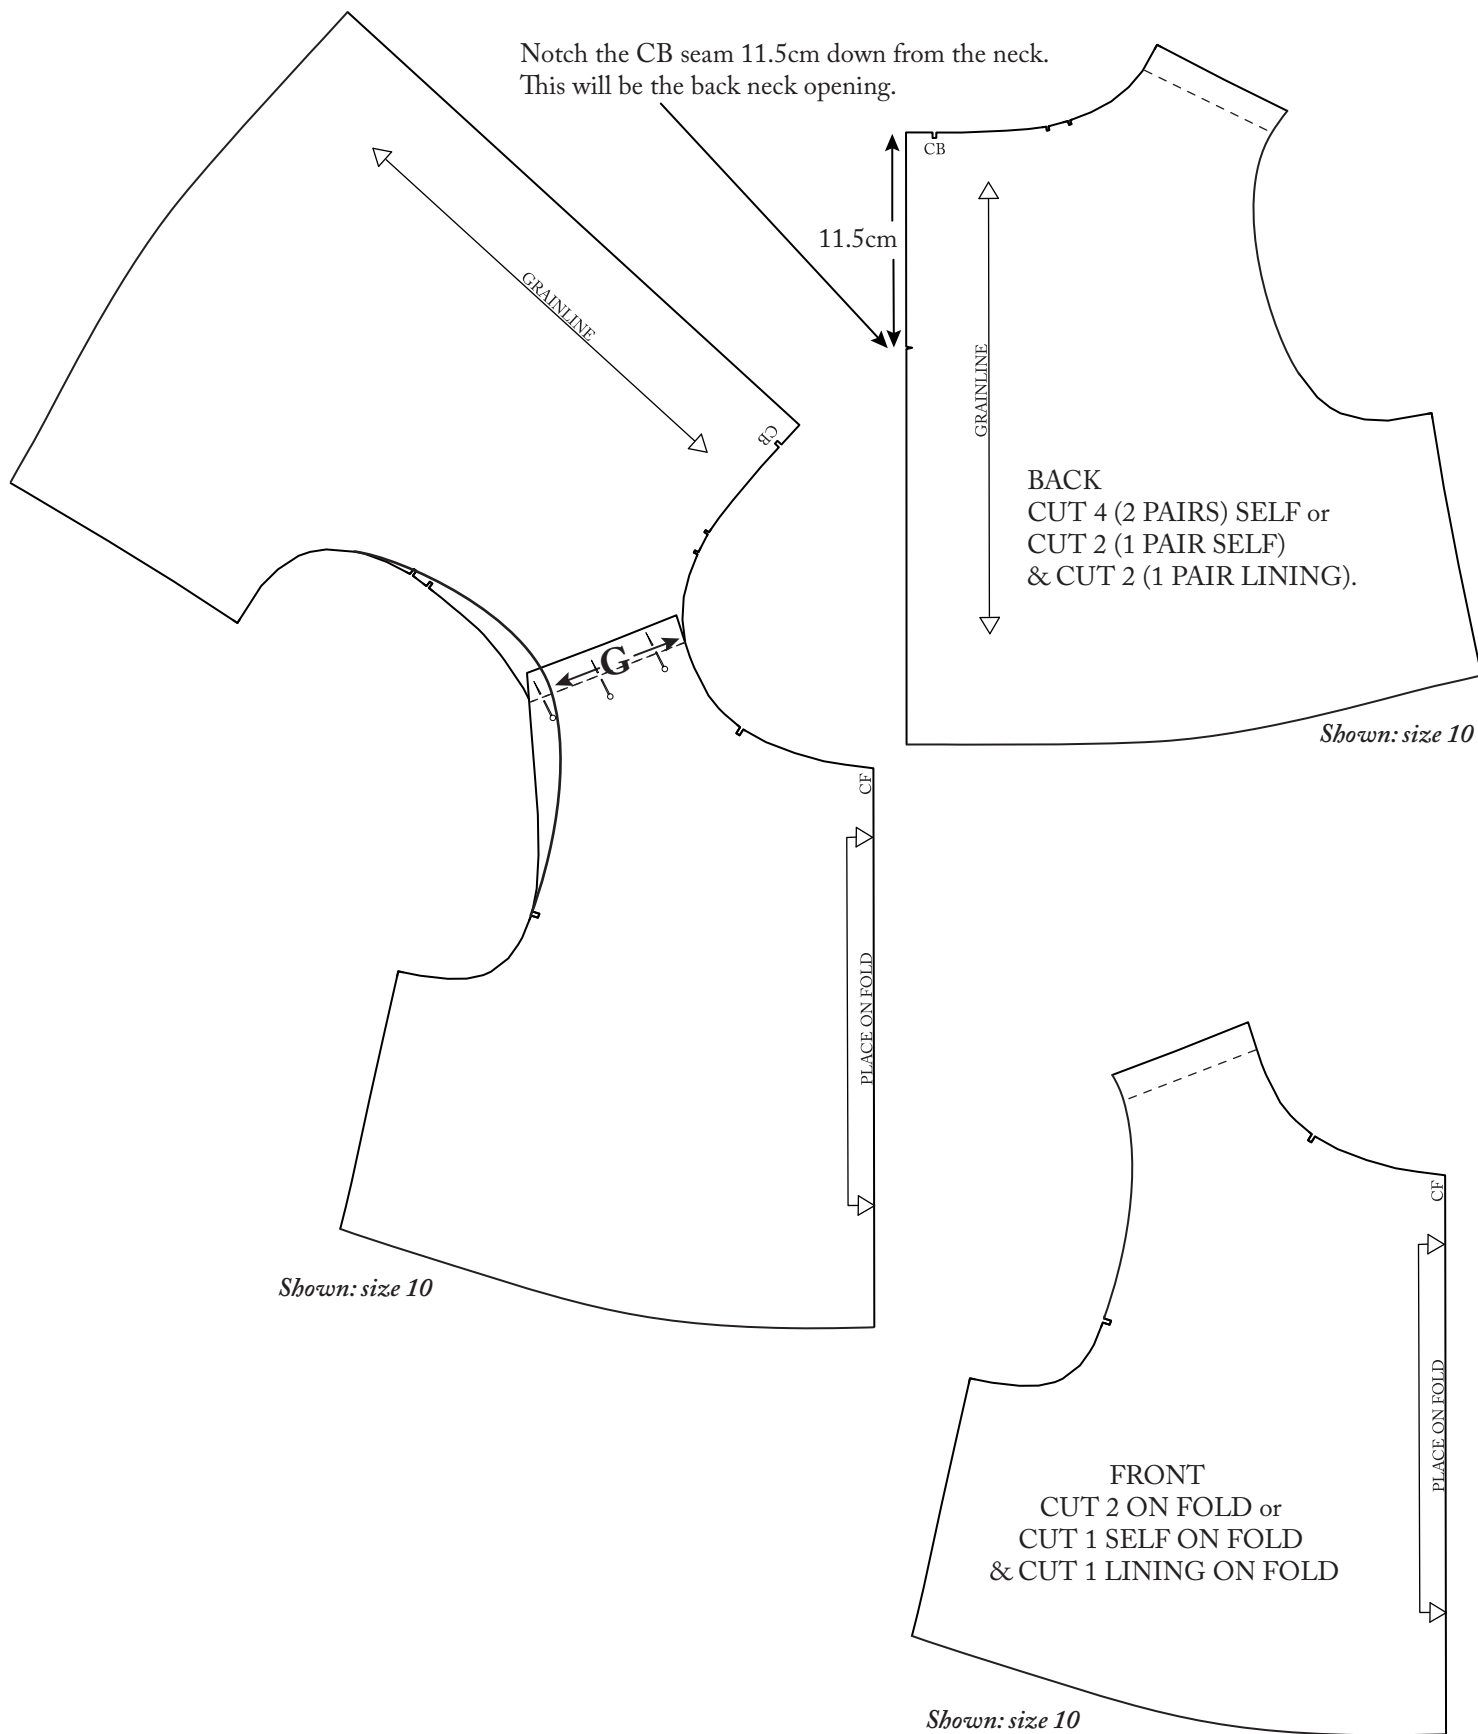 Notch the CB seam 11.5cm down from the neck.
This will be the back neck opening.
CB
11.5cm
GRAINLINE
BACK
CUT 4 (2 PAIRS) SELF or
CUT 2 (1 PAIR SELF)
& CUT 2 (1 PAIR LINING).
Shown: size 10
GRAINLINE
CB
G
CF
PLACE ON FOLD
Shown: size 10
CF
PLACE ON FOLD
FRONT
CUT 2 ON FOLD or
CUT 1 SELF ON FOLD
& CUT 1 LINING ON FOLD
Shown: size 10